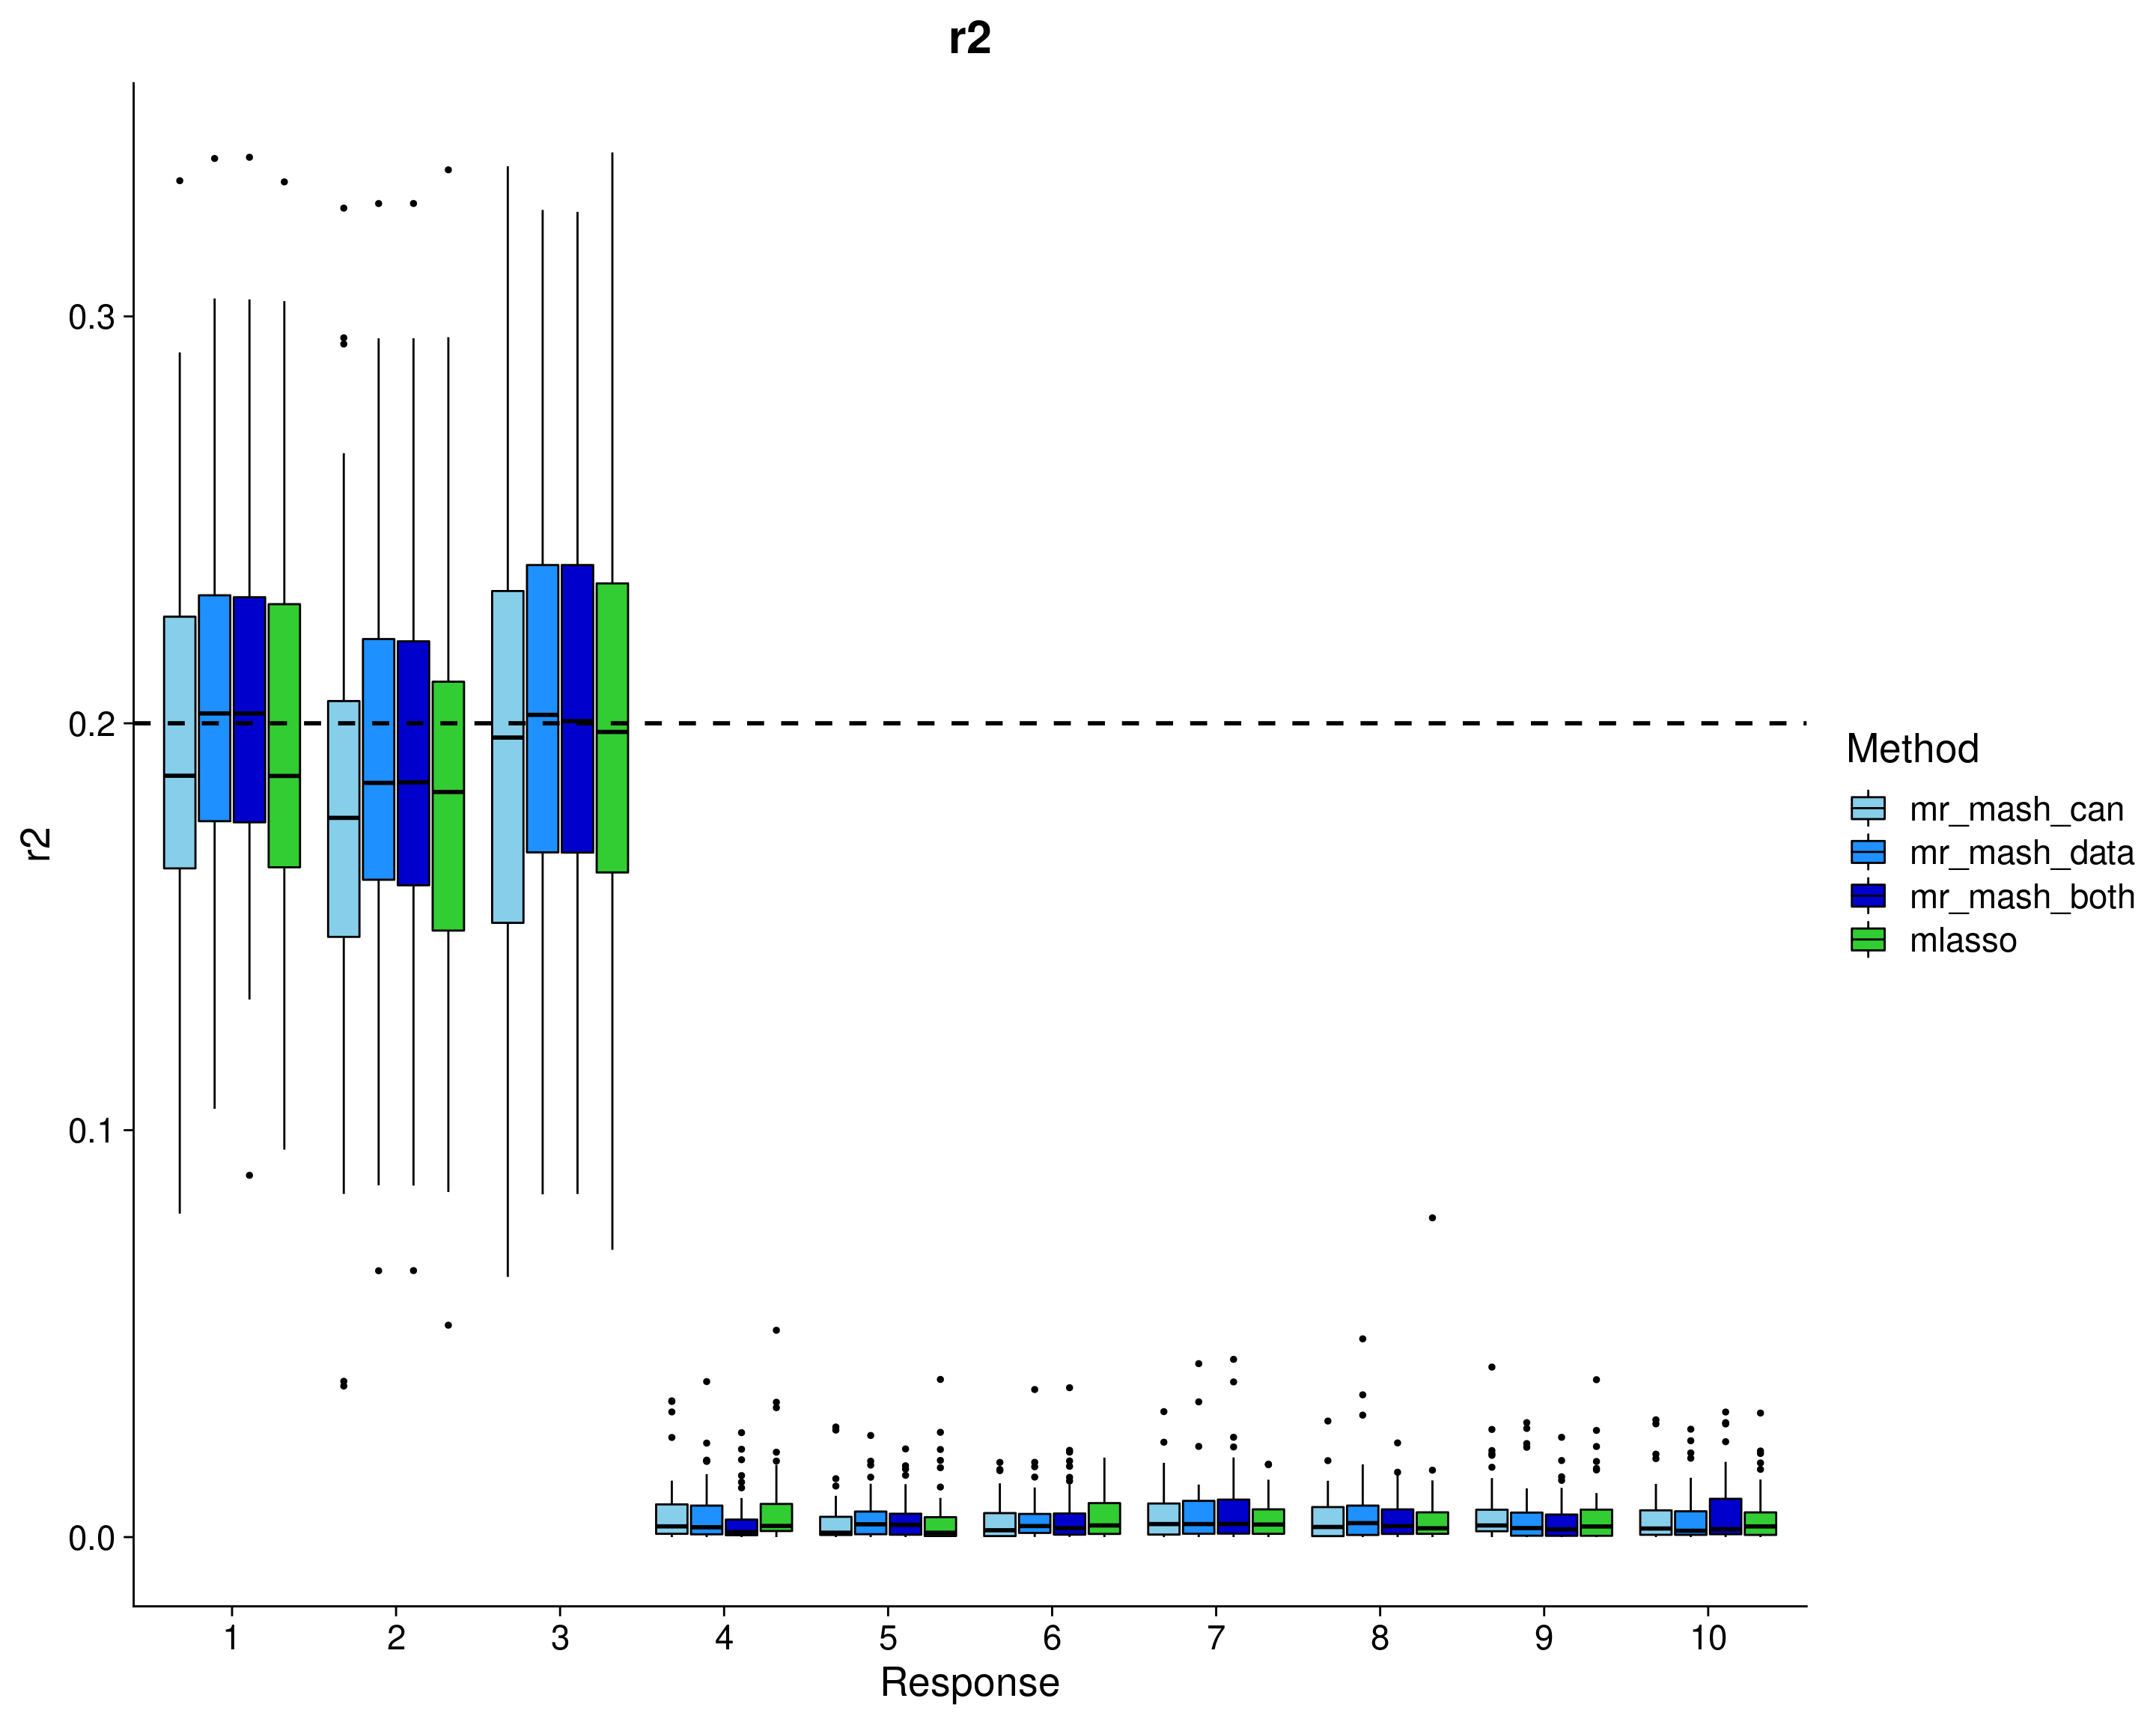 r2
r2
0.3
0.2
0.1
0.0
1 2 3 4 5 6 7 8 9 10
Response
Method
mr_mash_can
mr_mash_data
mr_mash_both
mlasso